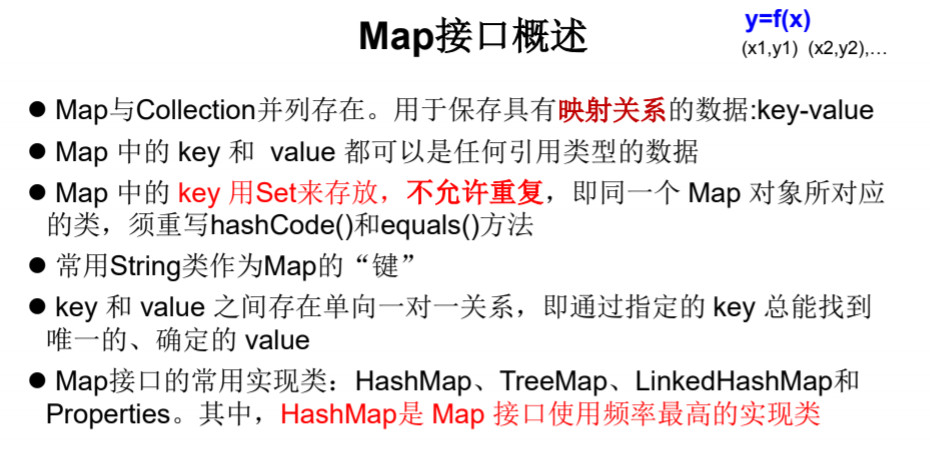 Map接口概述
y=f(x)
(x1,y1) (x2,y2),…
● Map与Collection并列存在。用于保存具有映射关系的数据:key-value
● Map 中的 key 和 value 都可以是任何引用类型的数据
● Map 中的 key 用Set来存放，不允许重复，即同一个 Map 对象所对应
的类，须重写hashCode()和equals()方法
● 常用String类作为Map的“键”
● key 和 value 之间存在单向一对一关系，即通过指定的 key 总能找到
唯一的、确定的 value
● Map接口的常用实现类：HashMap、TreeMap、LinkedHashMap和
Properties。其中，HashMap是 Map 接口使用频率最高的实现类